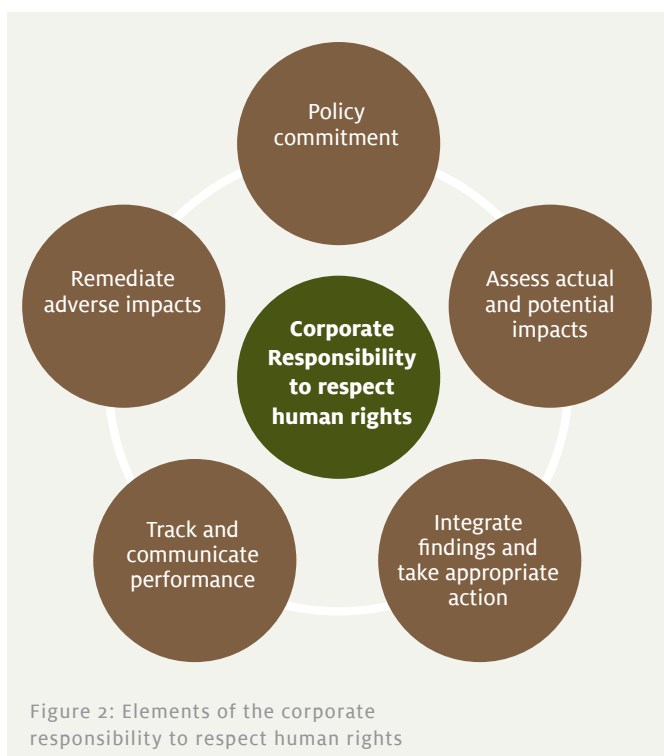 Policy
commitment
Assess actual
and potential
impacts
Integrate
findings and
take appropriate
action
Track and
communicate
performance
Remediate
adverse impacts
Corporate
Responsibility
to respect
human rights
Figure 2: Elements of the corporate
responsibility to respect human rights